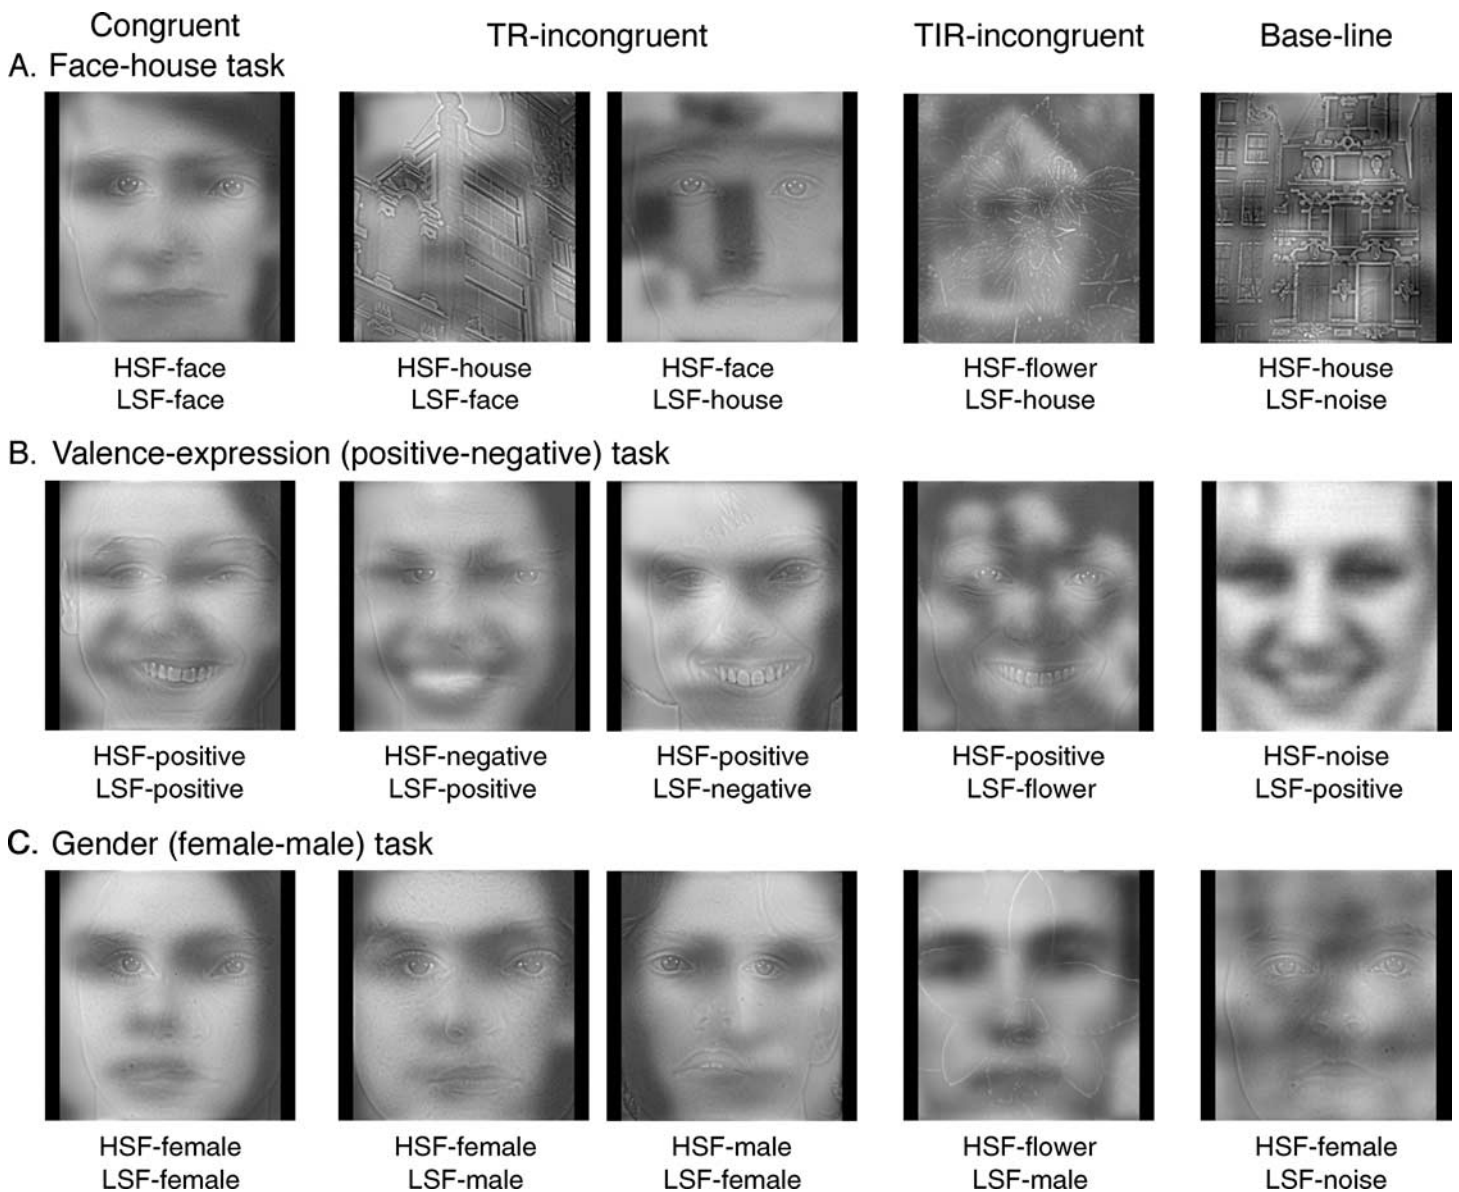 Congruent
TR-incongruent
TIR-incongruent
Base-line
A. Face-house task
HSF-face
LSF-face
HSF-house
LSF-face
HSF-face
LSF-house
HSF-flower
LSF-house
HSF-house
LSF-noise
B. Valence-expression (positive-negative) task
HSF-positive
LSF-positive
HSF-negative
LSF-positive
HSF-positive
LSF-negative
HSF-positive
LSF-flower
HSF-noise
LSF-positive
C. Gender (female-male) task
HSF-female
LSF-female
HSF-female
LSF-male
HSF-male
LSF-female
HSF-flower
LSF-male
HSF-female
LSF-noise